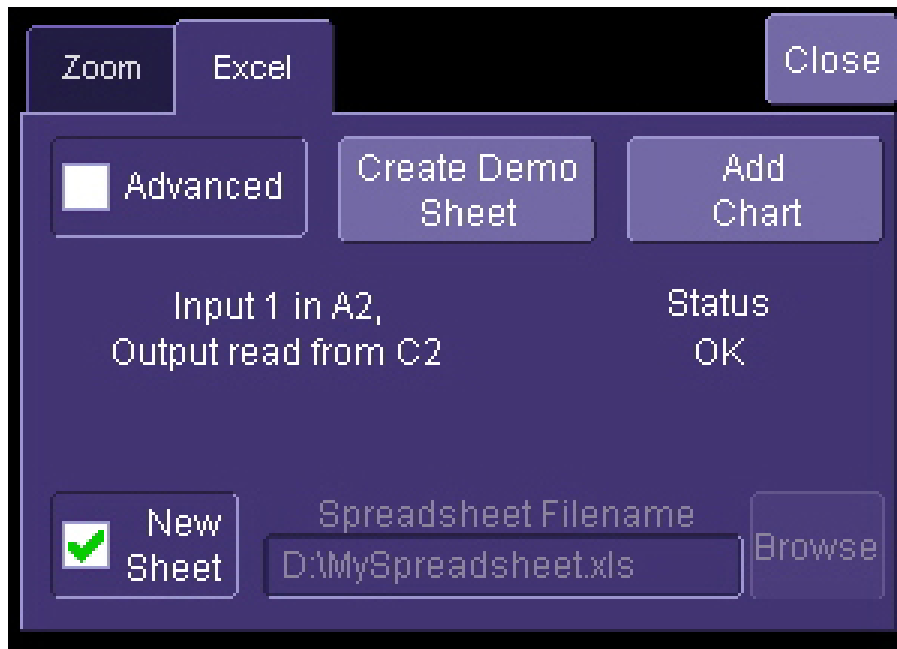 Zoom
Excel
Close
Advanced
Create Demo
Sheet
Add
Chart
Input 1 in A2,
Output read from C2
Status
OK
New
Sheet
Spreadsheet Filename
D:\MySpreadsheet.xls
Browse